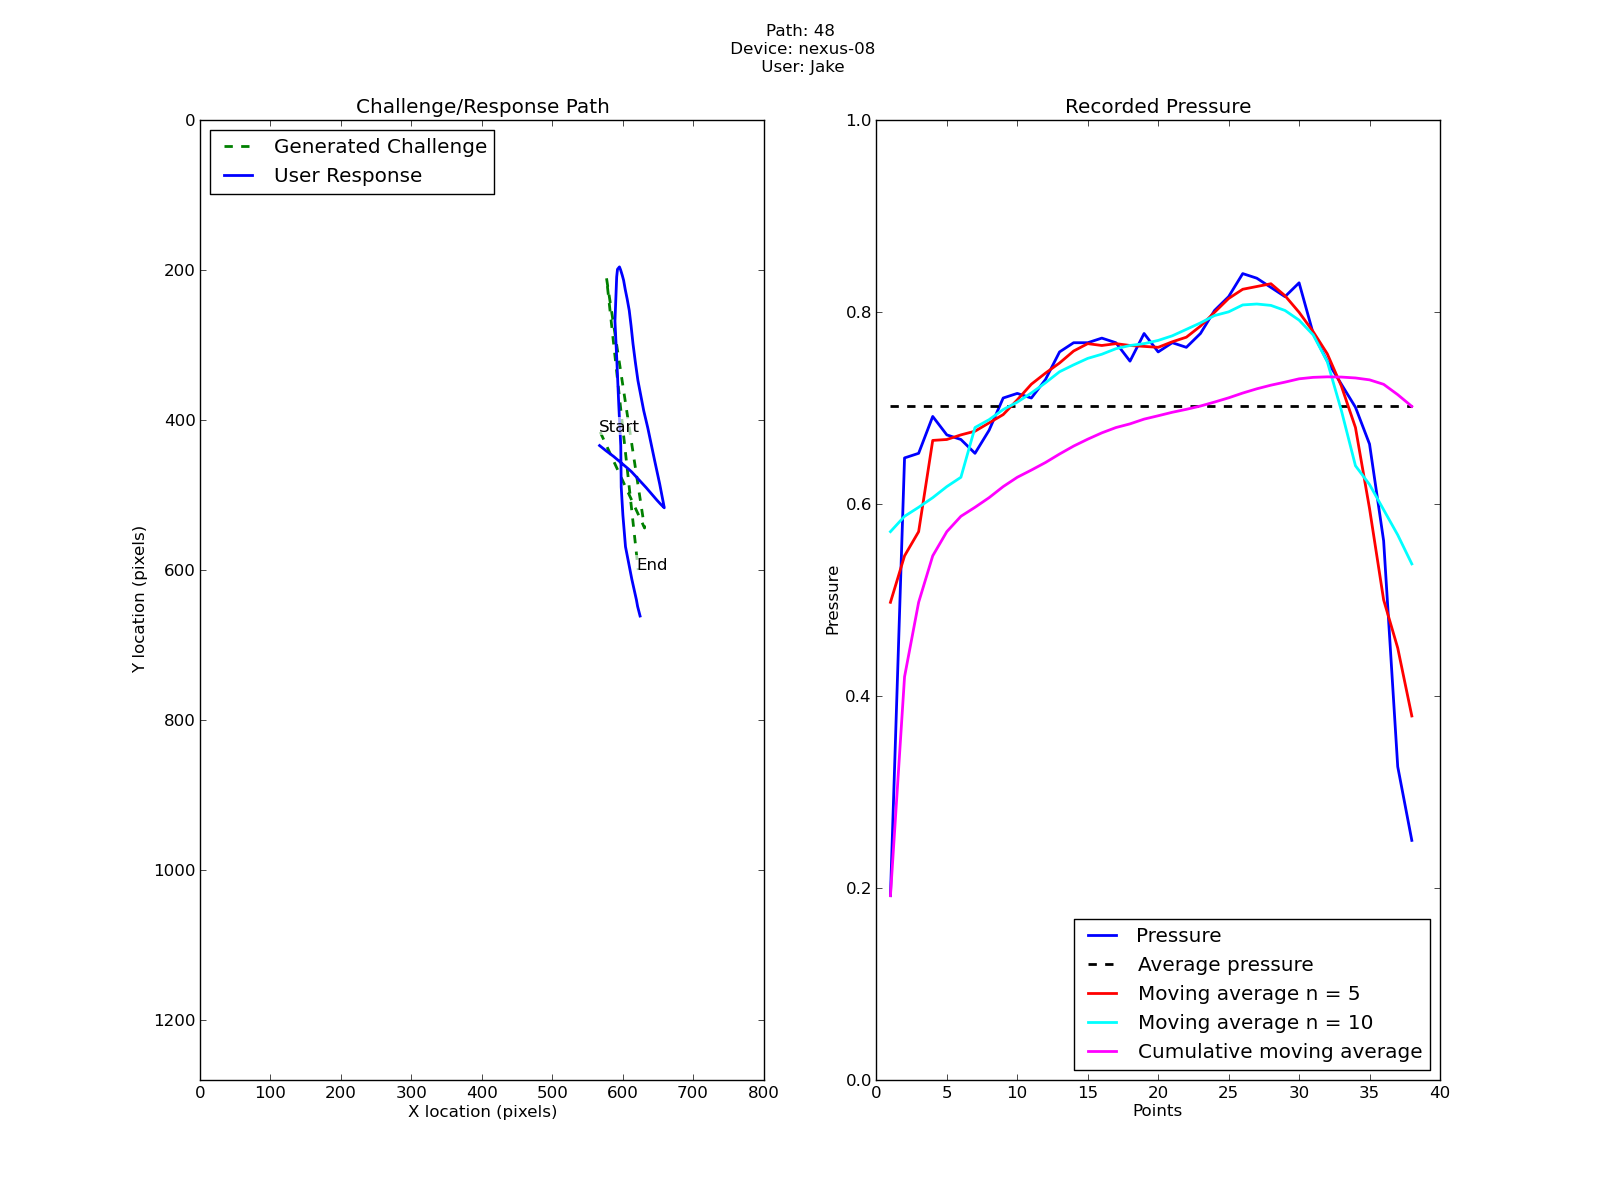 Path: 48
Device: nexus-08
User: Jake
Challenge/Response Path
Generated Challenge
User Response
0
200
400
600
800
1000
1200
Y location (pixels)
Start
End
0 100 200 300 400 500 600 700 800
X location (pixels)
Recorded Pressure
1.0
0.8
0.6
0.4
0.2
0.0
Pressure
Pressure
Average pressure
Moving average n = 5
Moving average n = 10
Cumulative moving average
0 5 10 15 20 25 30 35 40
Points